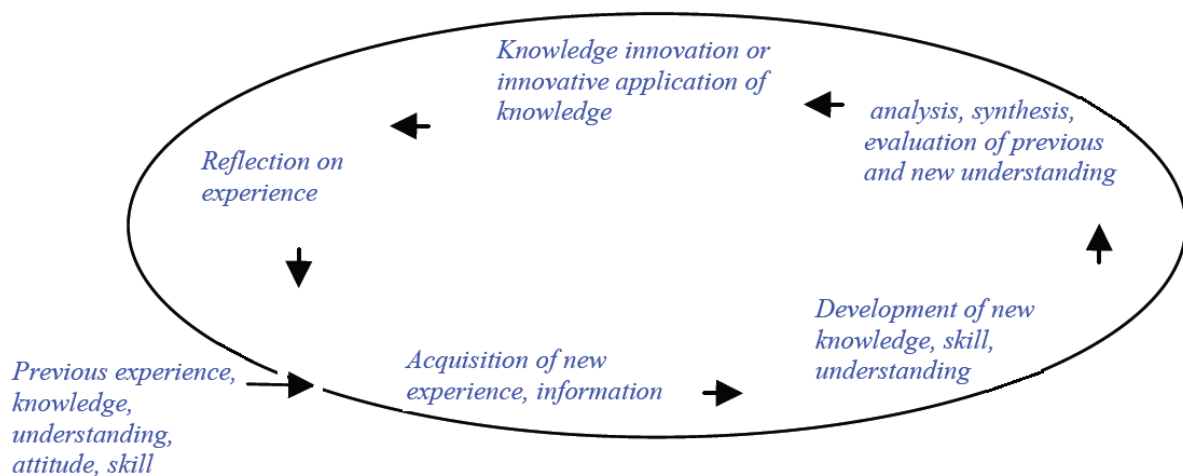 Knowledge innovation or
innovative application of
knowledge
analysis, synthesis,
evaluation of previous
and new understanding
Reflection on
experience
Development of new
knowledge, skill,
understanding
Acquisition of new
experience, information
Previous experience,
knowledge,
understanding,
attitude, skill